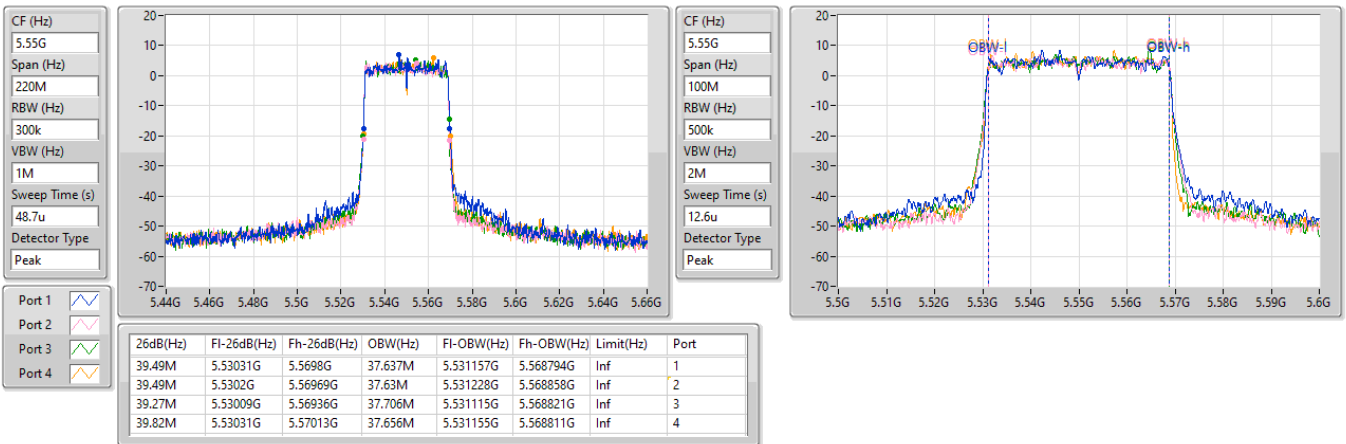 CF (Hz)
5.55G
Span (Hz)
220M
RBW (Hz)
300k
VBW (Hz)
1M
Sweep Time (s)
48.7u
Detector Type
Peak
20
10
0
-10
-20
-30
-40
-50
-60
-70
5.44G 5.46G 5.48G 5.5G 5.52G 5.54G 5.56G 5.58G 5.6G 5.62G 5.64G 5.66G
CF (Hz)
5.55G
Span (Hz)
100M
RBW (Hz)
500k
VBW (Hz)
2M
Sweep Time (s)
12.6u
Detector Type
Peak
20
10
0
-10
-20
-30
-40
-50
-60
-70
OBW-l OBW-h
5.5G 5.51G 5.52G 5.53G 5.54G 5.55G 5.56G 5.57G 5.58G 5.59G 5.6G
Port 1
Port 2
Port 3
Port 4
26dB(Hz) Fl-26dB(Hz) Fh-26dB(Hz) OBW(Hz) Fl-OBW(Hz) Fh-OBW(Hz) Limit(Hz) Port
39.49M 5.53031G 5.5698G 37.637M 5.531157G 5.568794G Inf 1
39.49M 5.5302G 5.56969G 37.63M 5.531228G 5.568858G Inf 2
39.27M 5.53009G 5.56936G 37.706M 5.531115G 5.568821G Inf 3
39.82M 5.53031G 5.57013G 37.656M 5.531155G 5.568811G Inf 4